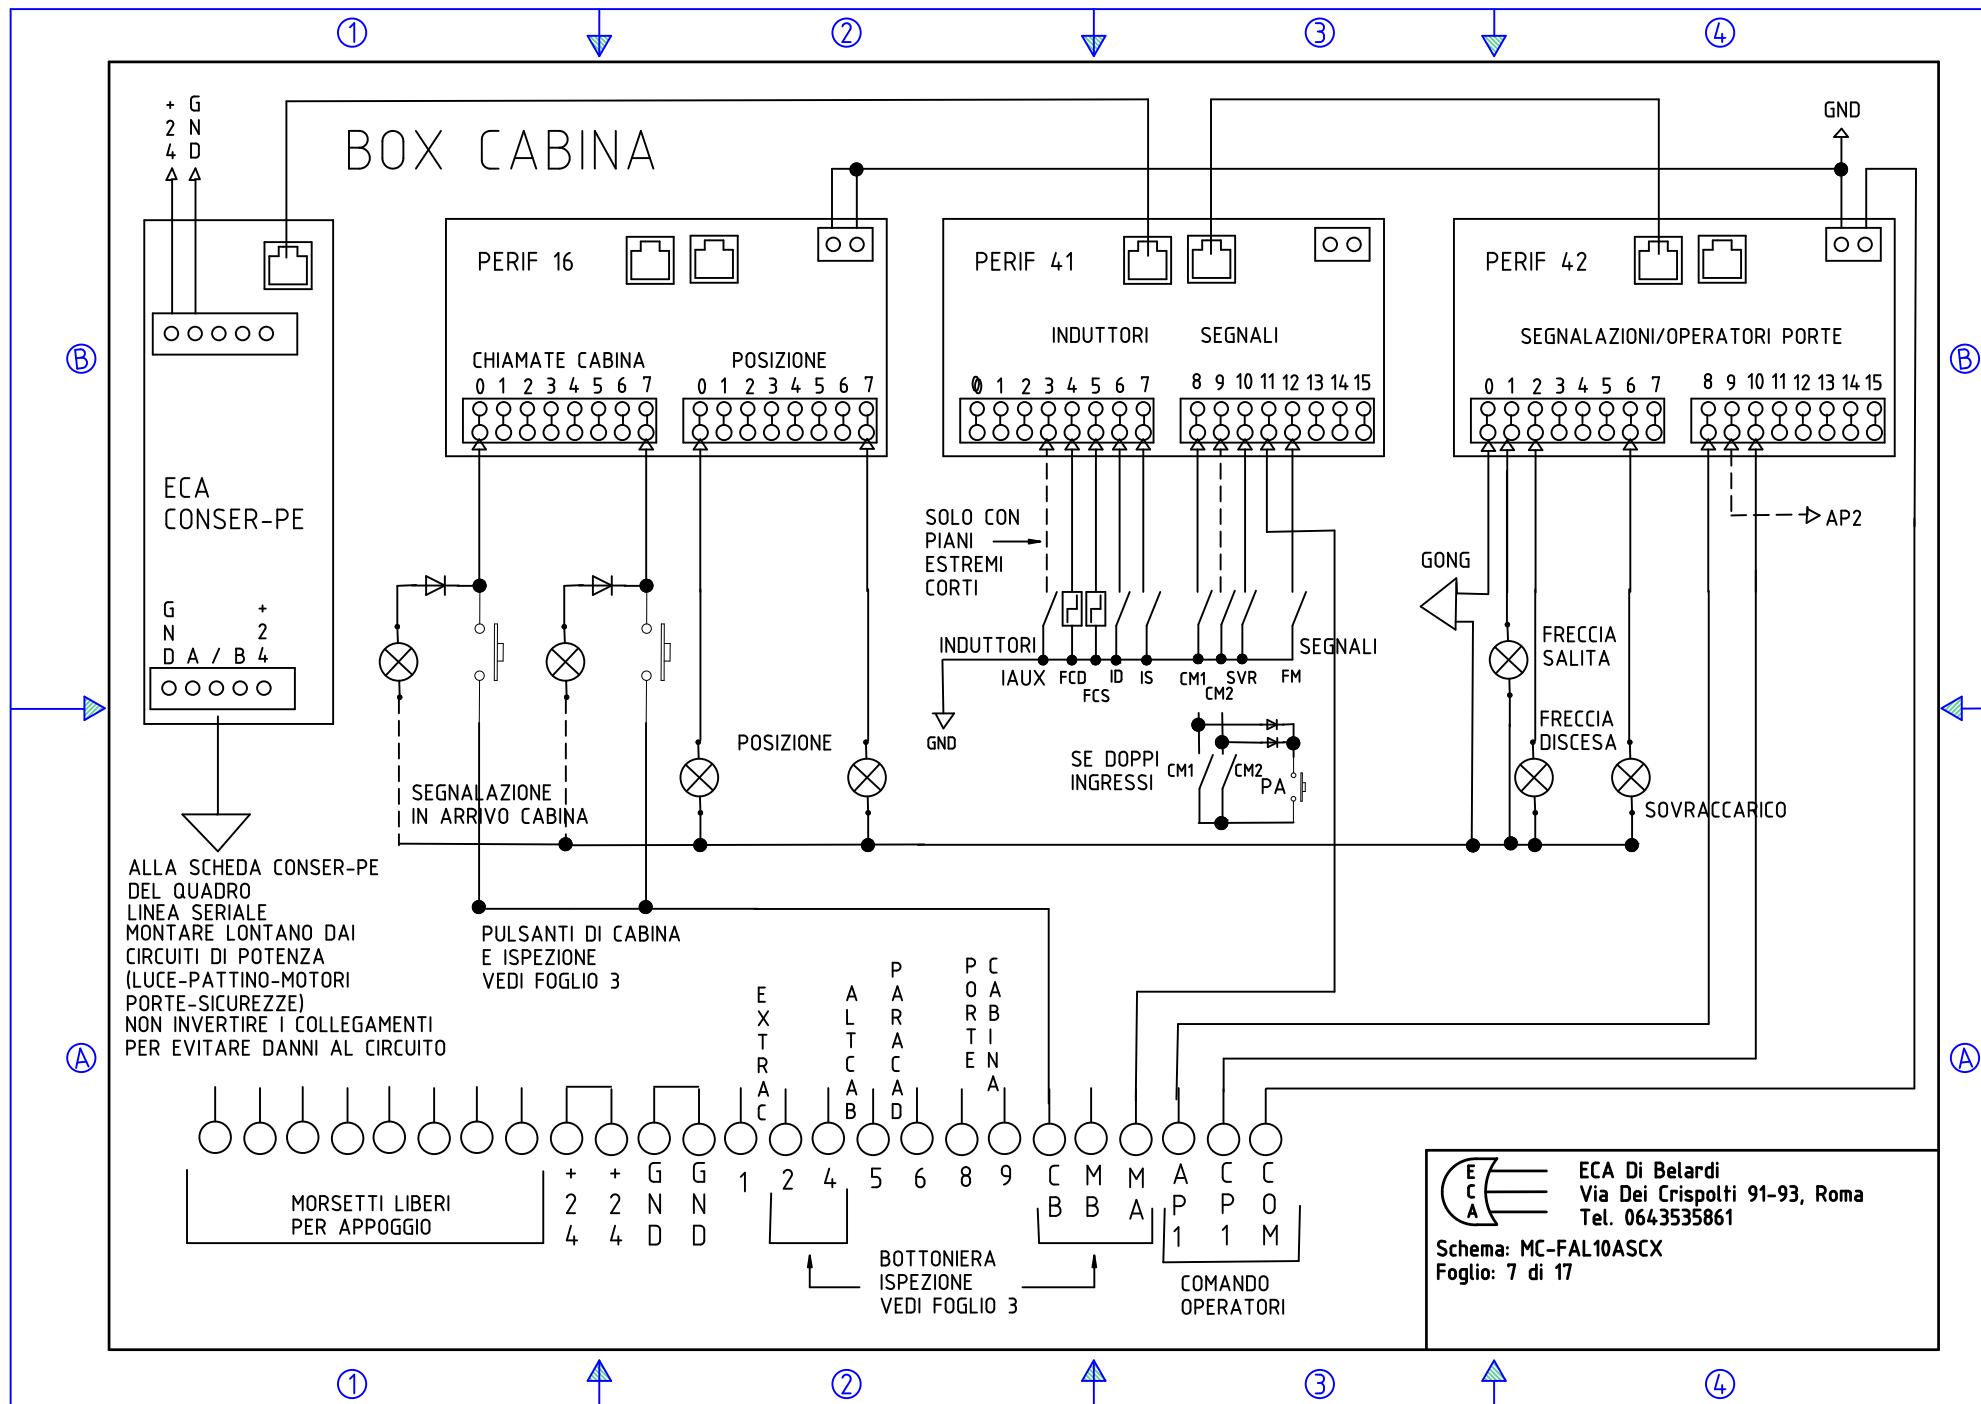 1 2 3 4
+24 GND
BOX CABINA
GND
PERIF 16
PERIF 41
PERIF 42
INDUTTORI SEGNALI
SEGNALAZIONI/OPERATORI PORTE
CHIAMATE CABINA POSIZIONE
B B
0 1 2 3 4 5 6 7
0 1 2 3 4 5 6 7
0 1 2 3 4 5 6 7
8 9 10 11 12 13 14 15
0 1 2 3 4 5 6 7
8 9 10 11 12 13 14 15
ECA
CONSER-PE
SOLO CON
PIANI
ESTREMI
CORTI
AP2
GONG
GND A / B +24
INDUTTORI
SEGNALI
IAUX FCD FCS ID IS CM1 CM2 SVR FM
FRECCIA
SALITA
GND
POSIZIONE
FRECCIA
DISCESA
SE DOPPI
INGRESSI
CM1 CM2 PA
SEGNALAZIONE
IN ARRIVO CABINA
SOVRACCARICO
ALLA SCHEDA CONSER-PE
DEL QUADRO
LINEA SERIALE
MONTARE LONTANO DAI
CIRCUITI DI POTENZA
(LUCE-PATTINO-MOTORI
PORTE-SICUREZZE)
NON INVERTIRE I COLLEGAMENTI
PER EVITARE DANNI AL CIRCUITO
PULSANTI DI CABINA
E ISPEZIONE
VEDI FOGLIO 3
EXTRAC
ALTCAB
PARACAD
PORTE
CABINA
A A
+24 +24 GND GND 1 2 4 5 6 8 9 CB MB MA AP1 CP1 COM
MORSETTI LIBERI
PER APPOGGIO
BOTTONIERA
ISPEZIONE
VEDI FOGLIO 3
COMANDO
OPERATORI
ECA
ECA Di Belardi
Via Dei Crispolti 91-93, Roma
Tel. 0643535861
Schema: MC-FAL10ASCX
Foglio: 7 di 17
1 2 3 4